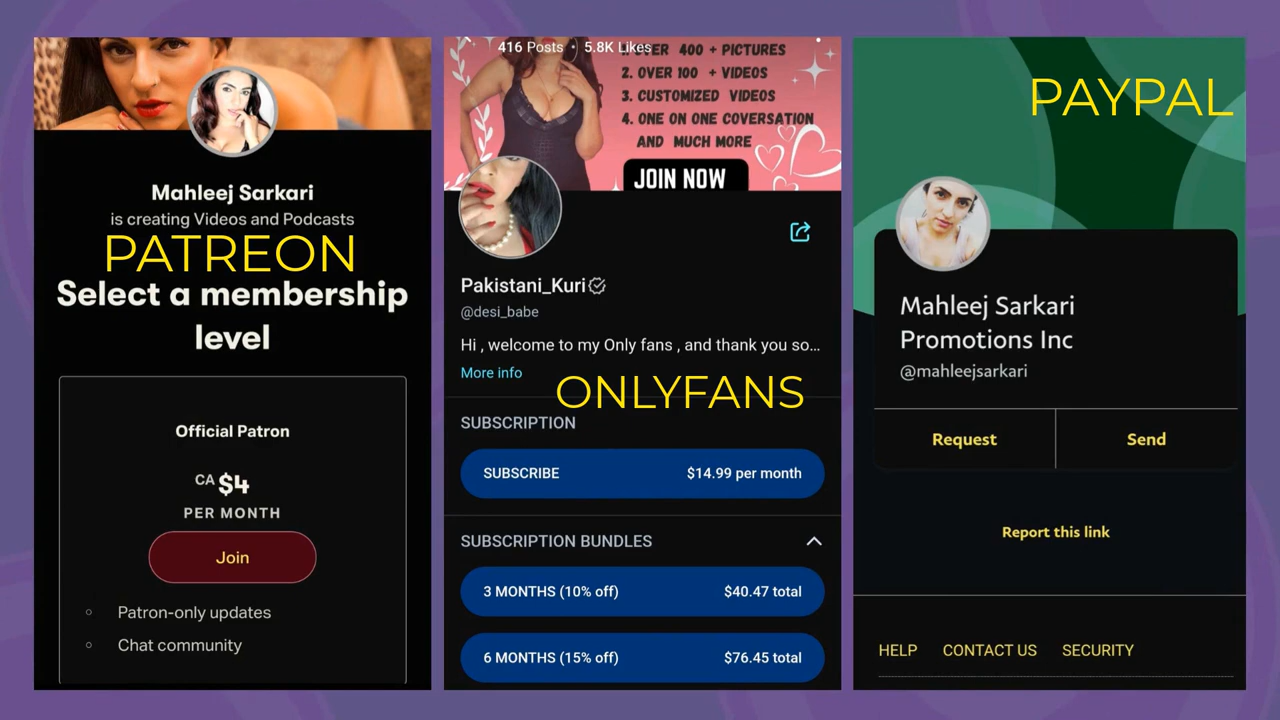 Mahleej Sarkari
is creating Videos and Podcasts
PATREON
Select a membership
level
Official Patron
CA $4
PER MONTH
Join
Patron-only updates
Chat community
416 Posts • 5.8K Likes
OVER 400 + PICTURES
2. OVER 100 + VIDEOS
3. CUSTOMIZED VIDEOS
4. ONE ON ONE COVERSATION
AND MUCH MORE
JOIN NOW
Pakistani_Kuri
@desi_babe
Hi , welcome to my Only fans , and thank you so...
More info
ONLYFANS
SUBSCRIPTION
SUBSCRIBE $14.99 per month
SUBSCRIPTION BUNDLES
3 MONTHS (10% off) $40.47 total
6 MONTHS (15% off) $76.45 total
PAYPAL
Mahleej Sarkari
Promotions Inc
@mahleejsarkari
Request Send
Report this link
HELP CONTACT US SECURITY